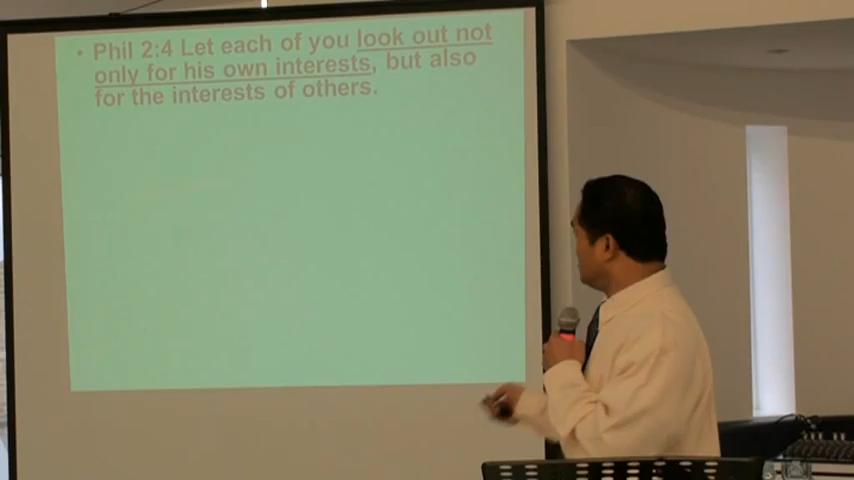 • Phil 2:4 Let each of you look out not
only for his own interests, but also
for the interests of others.